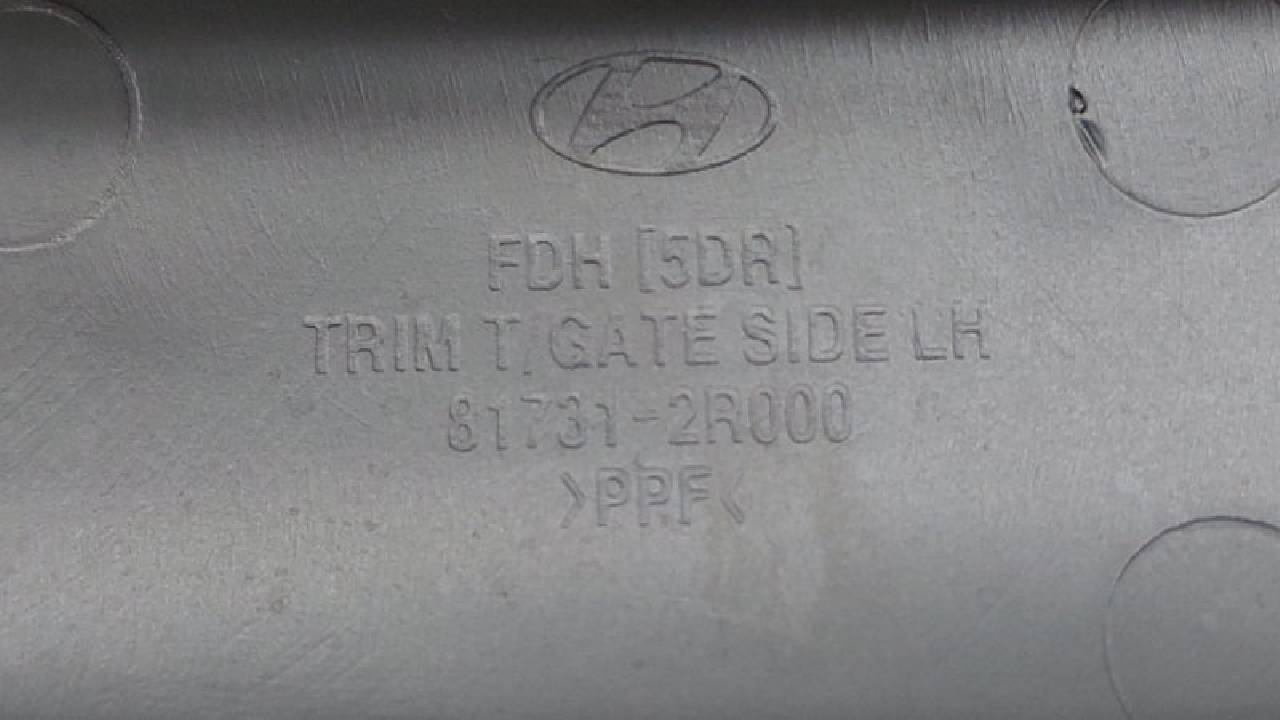 FDH [5DR]
TRIM T/GATE SIDE LH
81731-2R000
>PPF<